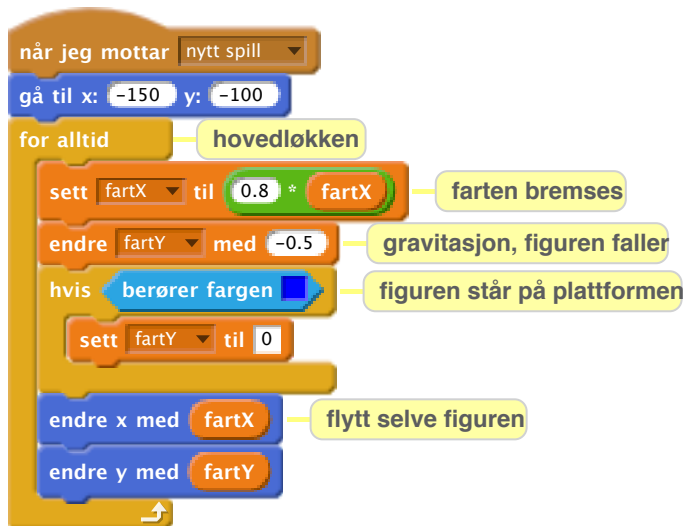 når jeg mottar nytt spill
gå til x: -150 y: -100
for alltid hovedløkken
sett fartX til 0.8 * fartX farten bremses
endre fartY med -0.5 gravitasjon, figuren faller
hvis berører fargen figuren står på plattformen
sett fartY til 0
endre x med fartX flytt selve figuren
endre y med fartY